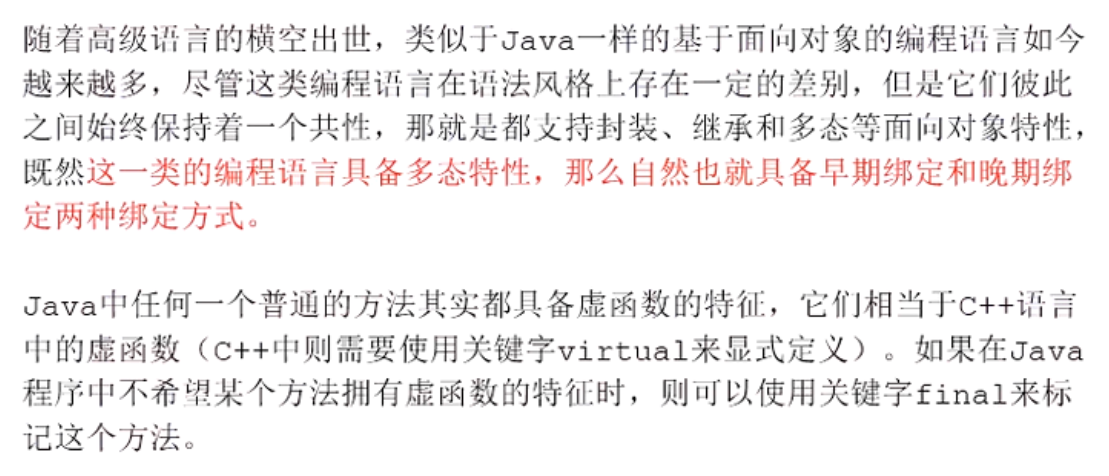 随着高级语言的横空出世，类似于Java一样的基于面向对象的编程语言如今
越来越多，尽管这类编程语言在语法风格上存在一定的差别，但是它们彼此
之间始终保持着一个共性，那就是都支持封装、继承和多态等面向对象特性，
既然这一类的编程语言具备多态特性，那么自然也就具备早期绑定和晚期绑
定两种绑定方式。
Java中任何一个普通的方法其实都具备虚函数的特征，它们相当于C++语言
中的虚函数（C++中则需要使用关键字virtual来显式定义）。如果在Java
程序中不希望某个方法拥有虚函数的特征时，则可以使用关键字final来标
记这个方法。